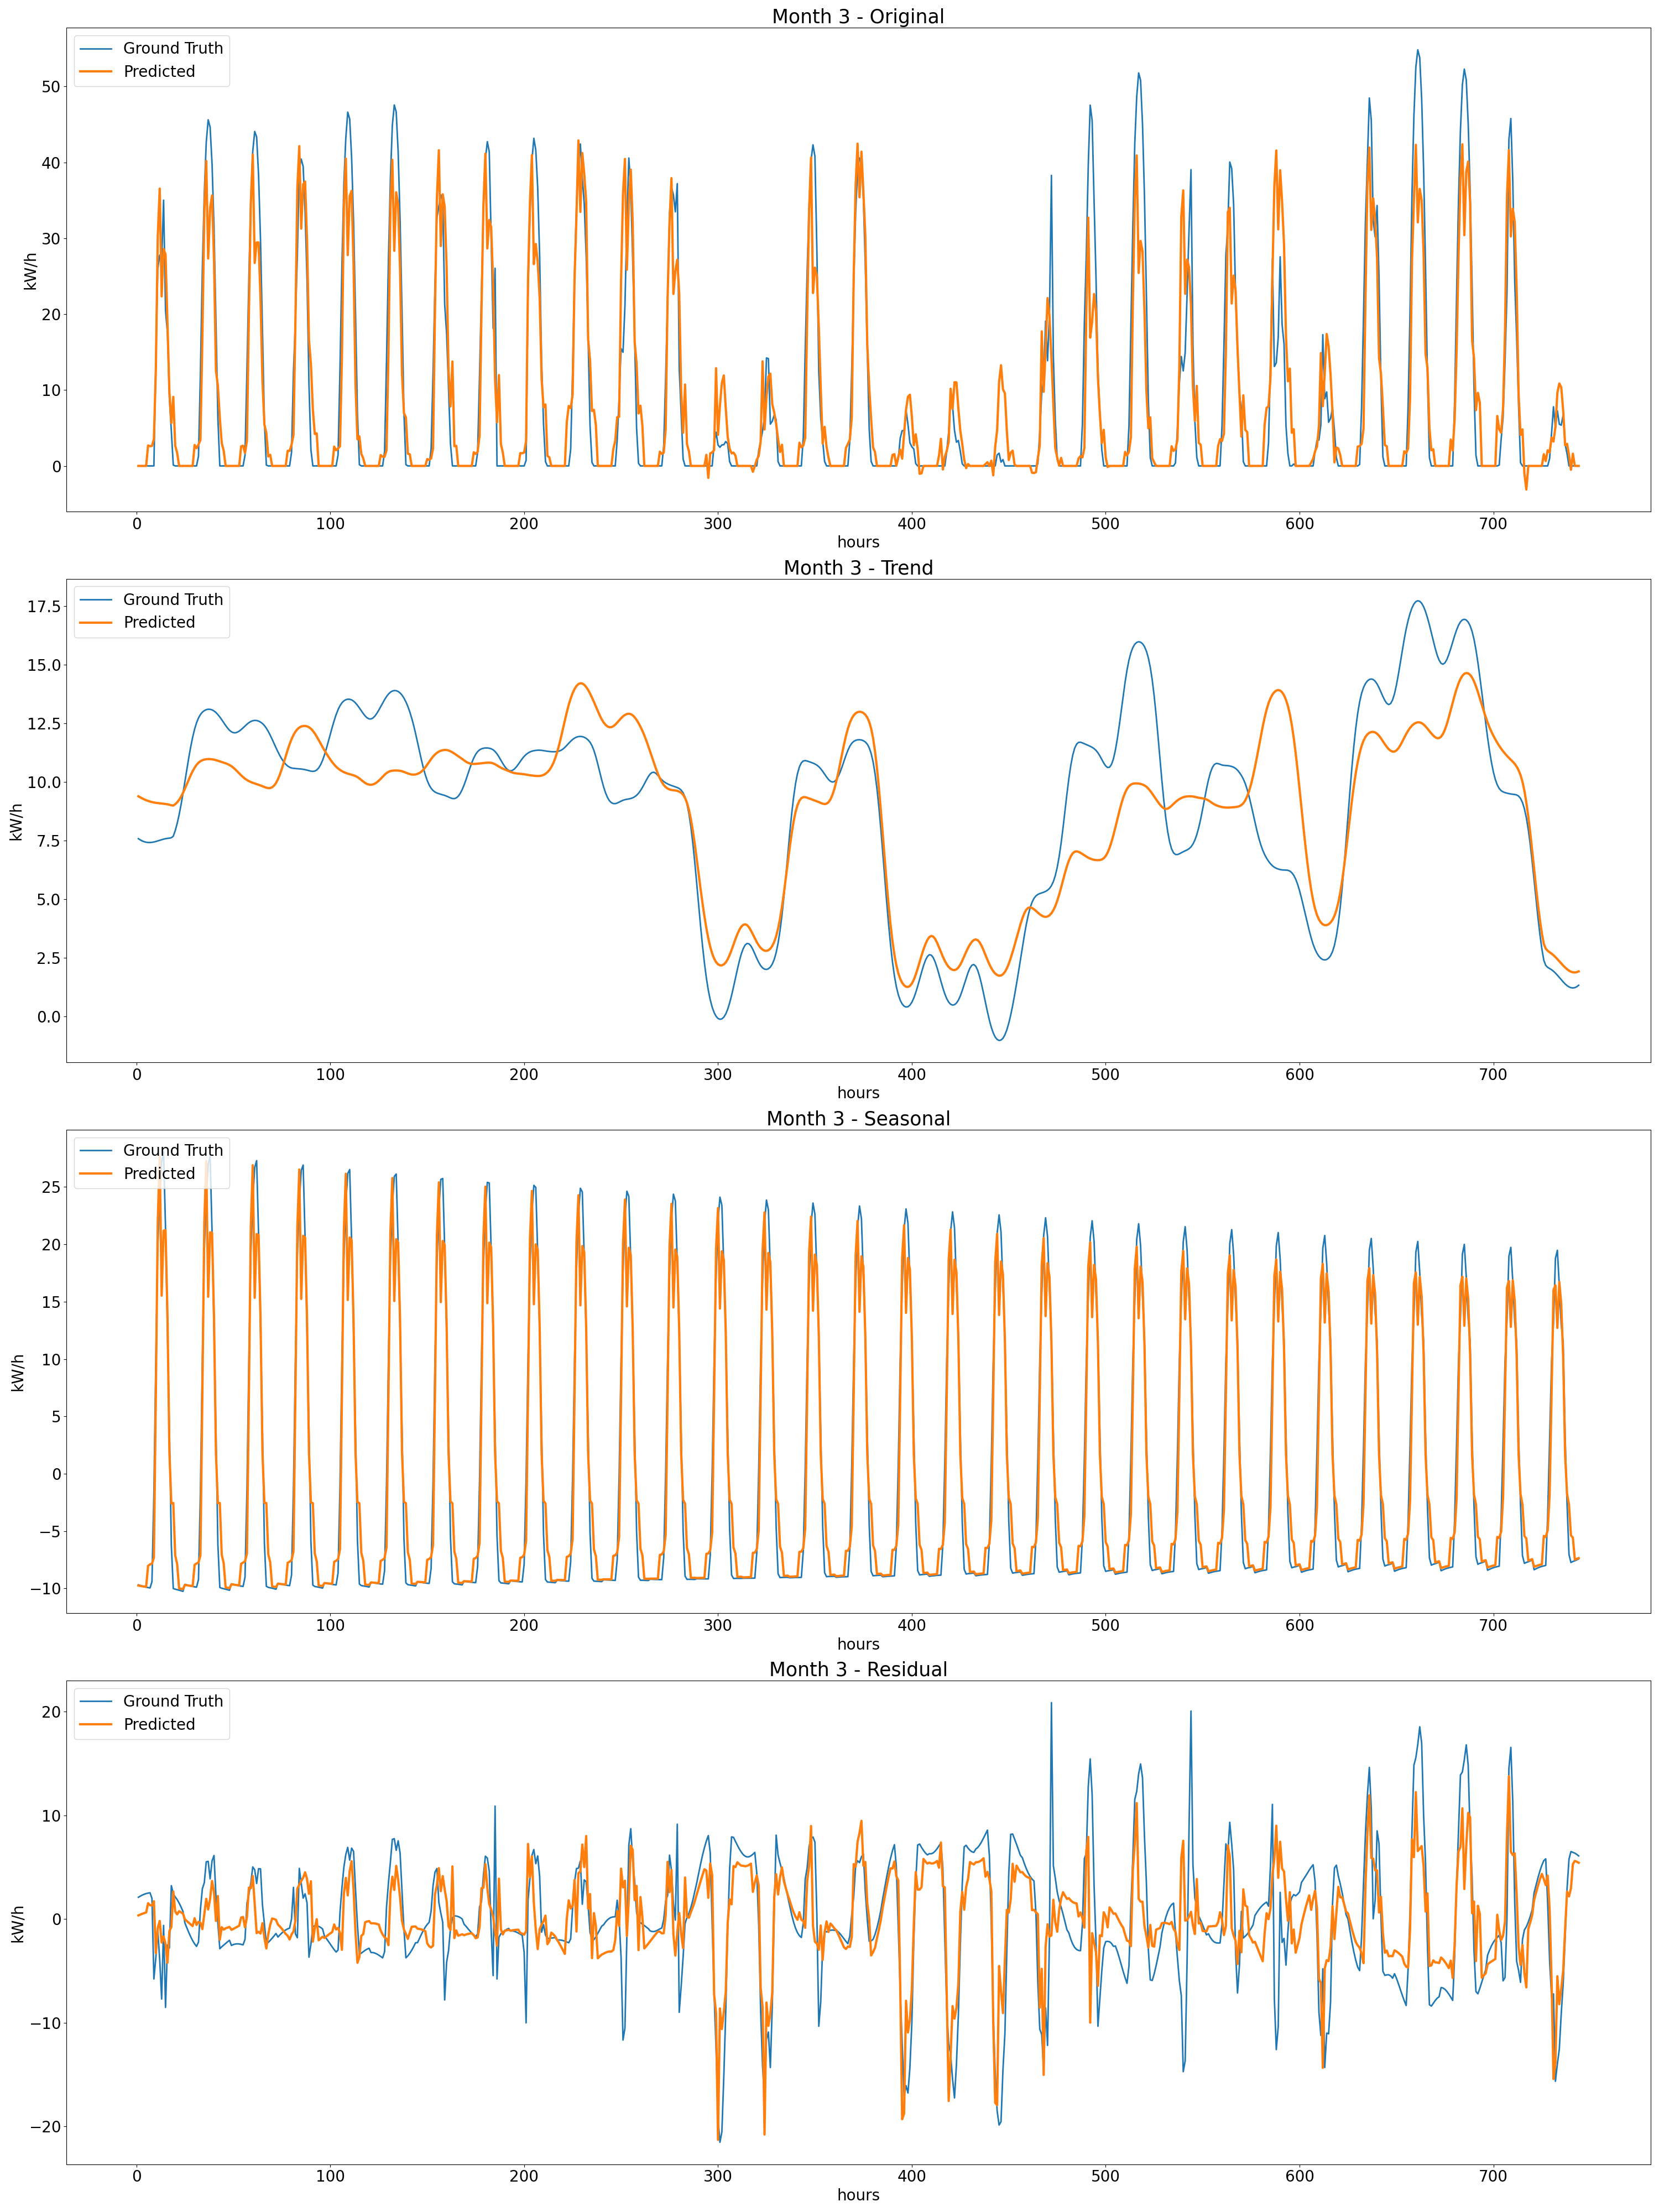 Month 3 - Original
Ground Truth
Predicted
kW/h
50
40
30
20
10
0
0 100 200 300 400 500 600 700
hours
Month 3 - Trend
Ground Truth
Predicted
kW/h
17.5
15.0
12.5
10.0
7.5
5.0
2.5
0.0
0 100 200 300 400 500 600 700
hours
Month 3 - Seasonal
Ground Truth
Predicted
kW/h
25
20
15
10
5
0
−5
−10
0 100 200 300 400 500 600 700
hours
Month 3 - Residual
Ground Truth
Predicted
kW/h
20
10
0
−10
−20
0 100 200 300 400 500 600 700
hours